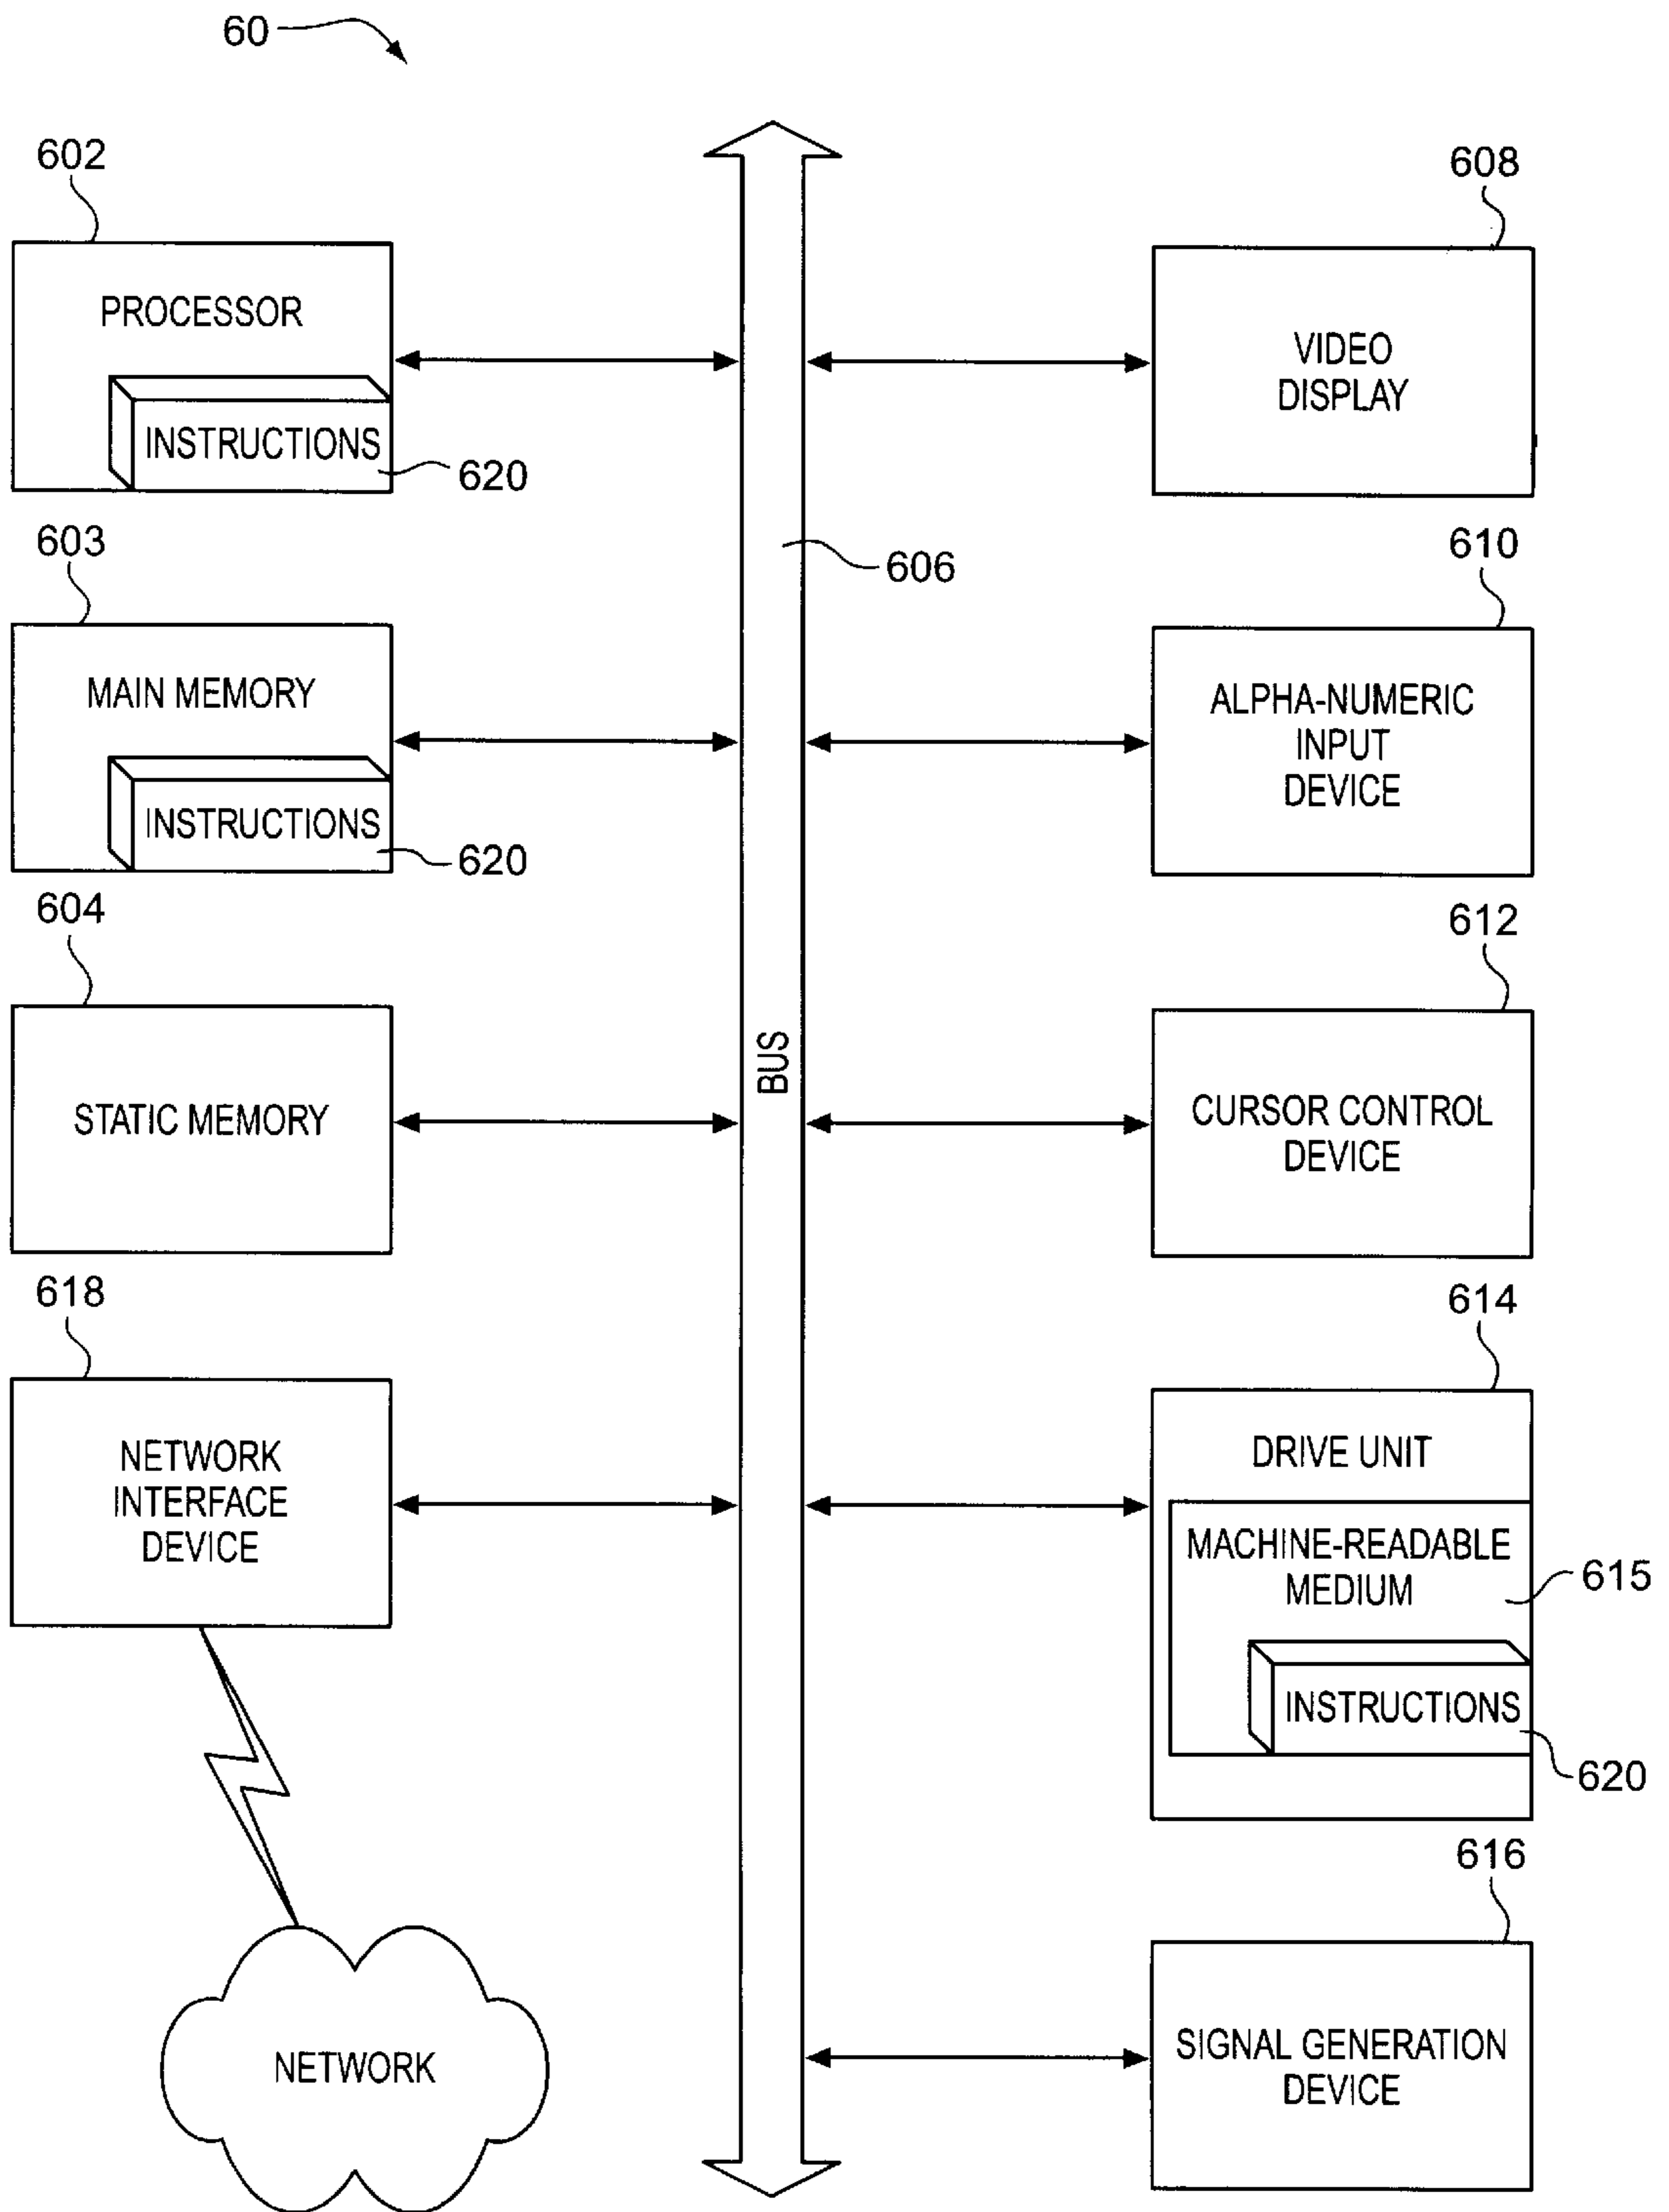 60
602
PROCESSOR
INSTRUCTIONS
620
603
MAIN MEMORY
INSTRUCTIONS
620
604
STATIC MEMORY
618
NETWORK
INTERFACE
DEVICE
NETWORK
606
BUS
608
VIDEO
DISPLAY
610
ALPHA-NUMERIC
INPUT
DEVICE
612
CURSOR CONTROL
DEVICE
614
DRIVE UNIT
MACHINE-READABLE
MEDIUM
615
INSTRUCTIONS
620
616
SIGNAL GENERATION
DEVICE